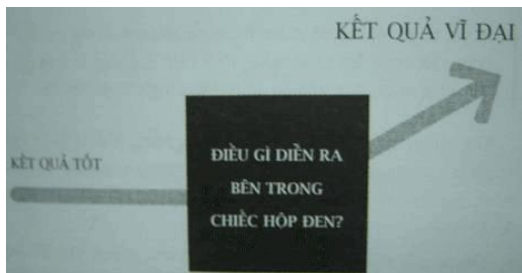 KẾT QUẢ VĨ ĐẠI
KẾT QUẢ TỐT
ĐIỀU GÌ DIỄN RA
BÊN TRONG
CHIẾC HỘP ĐEN?